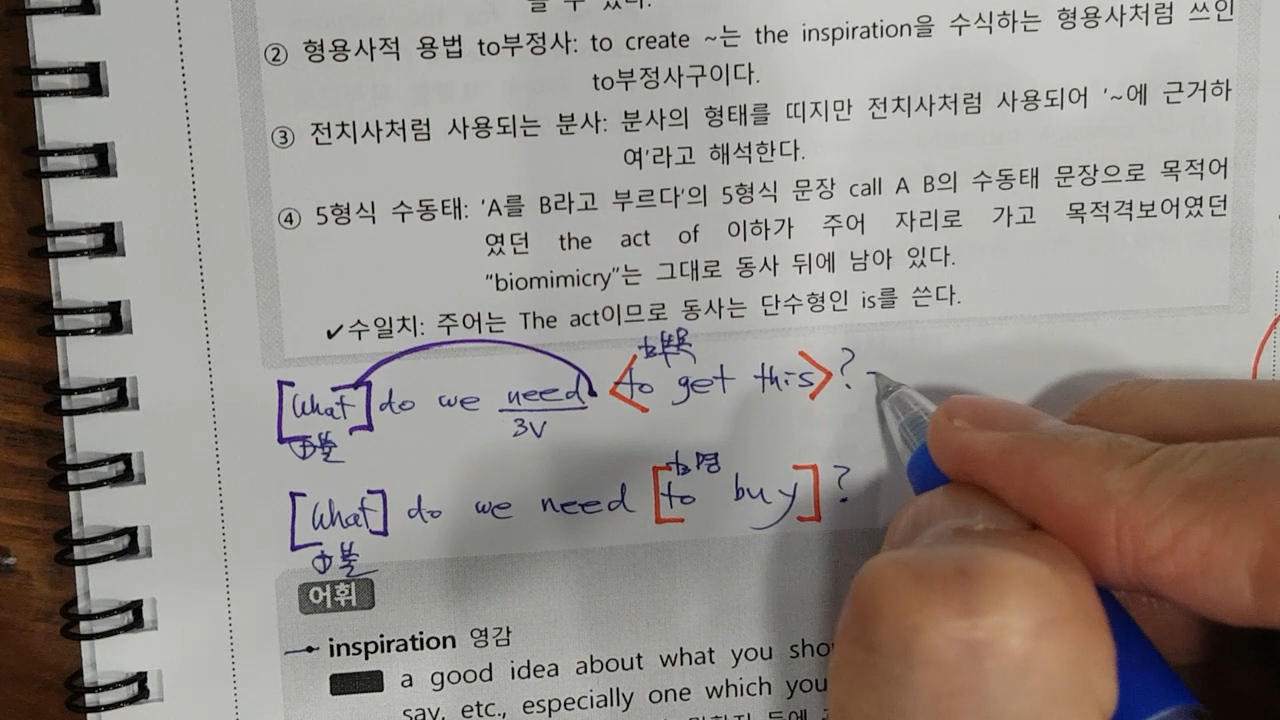 ② 형용사적 용법 to부정사: to create ~는 the inspiration을 수식하는 형용사처럼 쓰인
to부정사구이다.
③ 전치사처럼 사용되는 분사: 분사의 형태를 띠지만 전치사처럼 사용되어 '~에 근거하
여'라고 해석한다.
④ 5형식 수동태: 'A를 B라고 부르다'의 5형식 문장 call A B의 수동태 문장으로 목적어
였던 the act of 이하가 주어 자리로 가고 목적격보어였던
"biomimicry"는 그대로 동사 뒤에 남아 있다.
✔수일치: 주어는 The act이므로 동사는 단수형인 is를 쓴다.
[What] do we need <to get this>?
3V
[What] do we need [to buy]?
어휘
inspiration 영감
a good idea about what you
say, etc., especially one which you